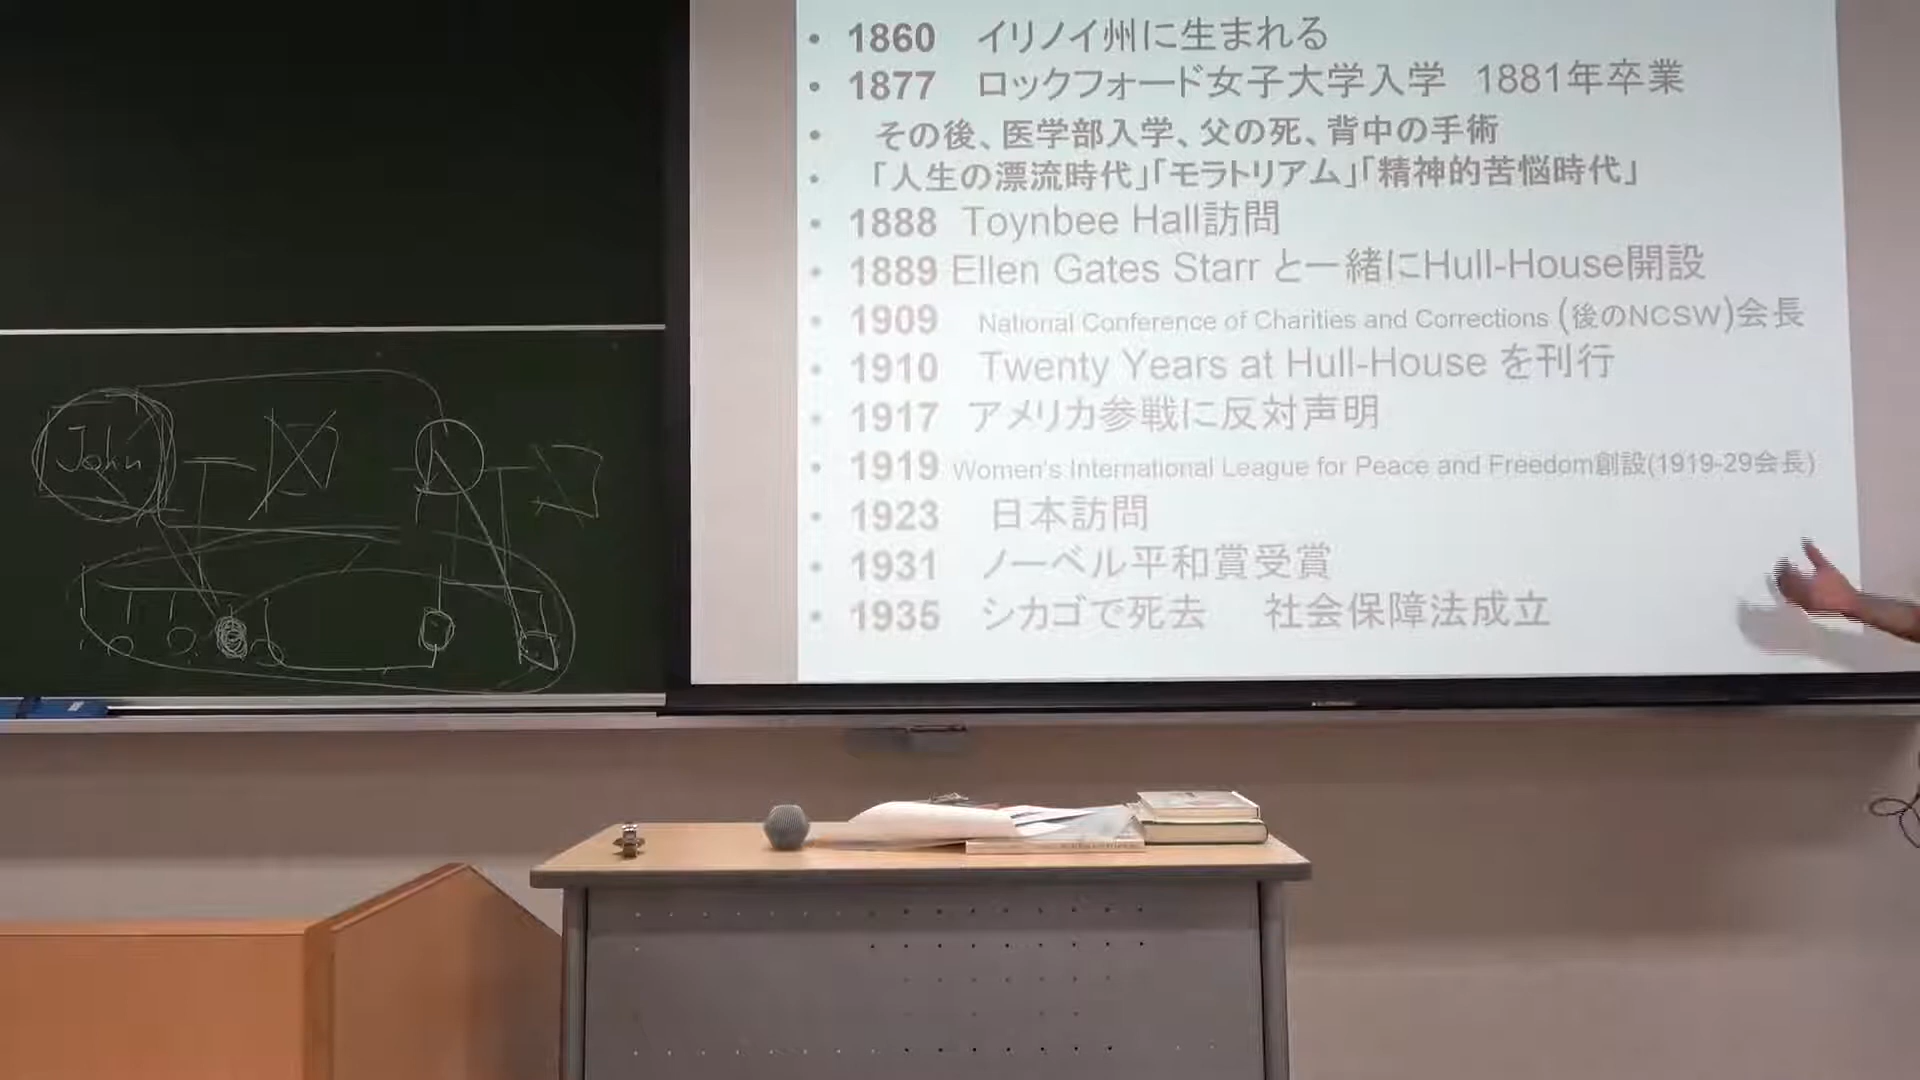 John
• 1860 イリノイ州に生まれる
• 1877 ロックフォード女子大学入学 1881年卒業
• その後、医学部入学、父の死、背中の手術
• 「人生の漂流時代」「モラトリアム」「精神的苦悩時代」
• 1888 Toynbee Hall訪問
• 1889 Ellen Gates Starr と一緒にHull-House開設
• 1909 National Conference of Charities and Corrections (後のNCSW)会長
• 1910 Twenty Years at Hull-House を刊行
• 1917 アメリカ参戦に反対声明
• 1919 Women's International League for Peace and Freedom創設(1919-29会長)
• 1923 日本訪問
• 1931 ノーベル平和賞受賞
• 1935 シカゴで死去 社会保障法成立